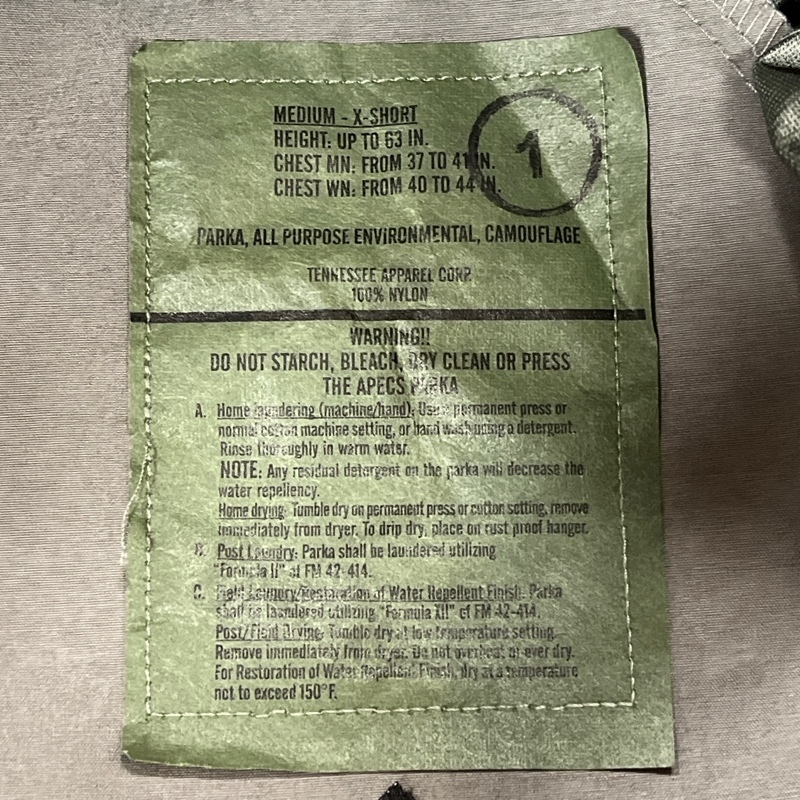 MEDIUM - X-SHORT
HEIGHT: UP TO 63 IN.
CHEST MN: FROM 37 TO 41 IN.
CHEST WN: FROM 40 TO 44 IN.
1
PARKA, ALL PURPOSE ENVIRONMENTAL, CAMOUFLAGE
TENNESSEE APPAREL CORP.
100% NYLON
WARNING!!
DO NOT STARCH, BLEACH, DRY CLEAN OR PRESS
THE APECS PARKA
A. Home laundering (machine/hand): Use permanent press or
normal cotton machine setting, or hand wash using a detergent.
Rinse thoroughly in warm water.
NOTE: Any residual detergent on the parka will decrease the
water repellency.
Home drying: Tumble dry on permanent press or cotton setting, remove
immediately from dryer. To drip dry, place on rust proof hanger.
B. Post Laundry: Parka shall be laundered utilizing
"Formula II" of FM 42-414.
C. Field Laundry/Restoration of Water Repellent Finish: Parka
shall be laundered utilizing "Formula XII" of FM 42-414.
Post/Field Drying: Tumble dry at low temperature setting.
Remove immediately from dryer. Do not overheat or over dry.
For Restoration of Water Repellent Finish, dry at a temperature
not to exceed 150°F.